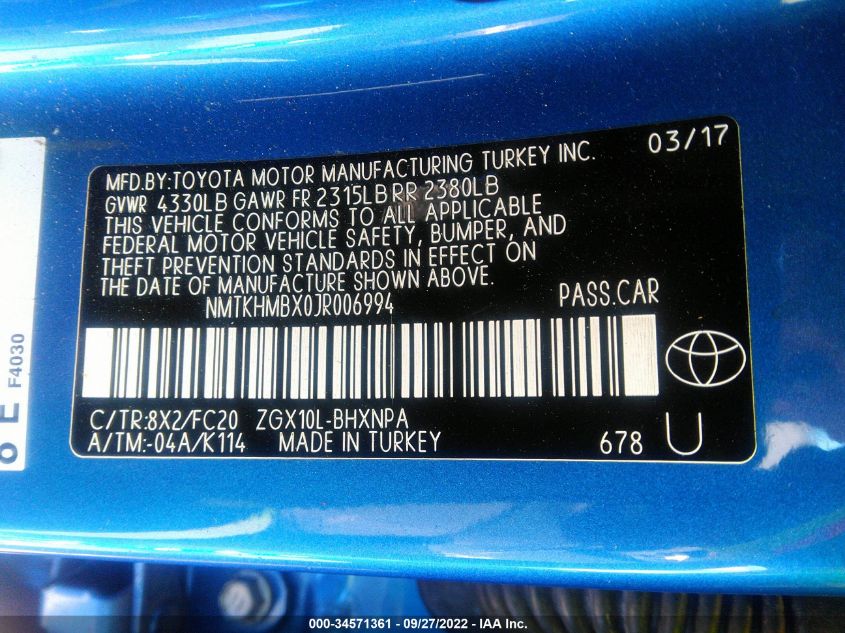 MFD.BY:TOYOTA MOTOR MANUFACTURING TURKEY INC. 03/17
GVWR 4330LB GAWR FR 2315LB RR 2380LB
THIS VEHICLE CONFORMS TO ALL APPLICABLE
FEDERAL MOTOR VEHICLE SAFETY, BUMPER, AND
THEFT PREVENTION STANDARDS IN EFFECT ON
THE DATE OF MANUFACTURE SHOWN ABOVE.
NMTKHMBX0JR006994 PASS.CAR
C/TR:8X2/FC20 ZGX10L-BHXNPA
A/TM:-04A/K114 MADE IN TURKEY 678 U
E F4030
000-34571361 - 09/27/2022 - IAA Inc.